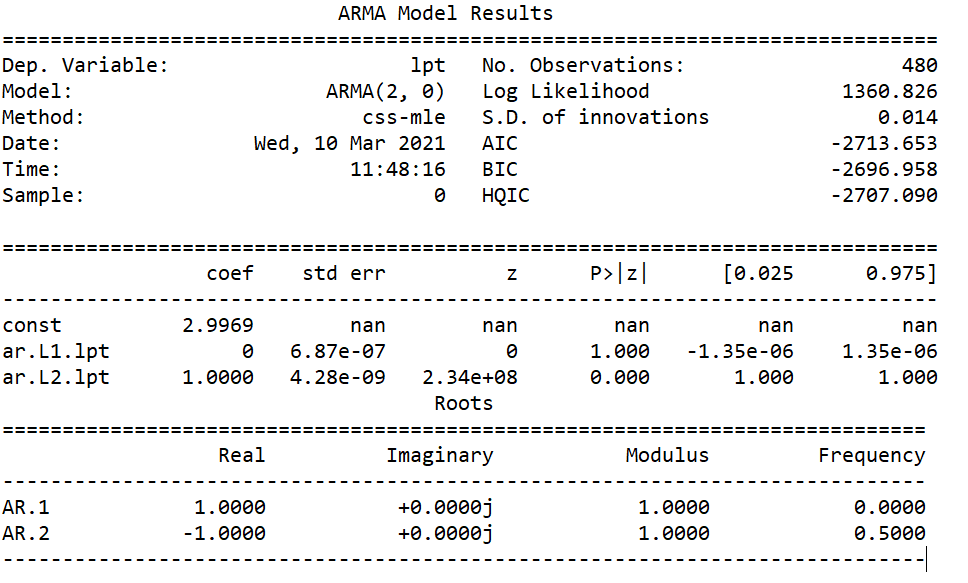 ARMA Model Results
==============================================================================
Dep. Variable:                    lpt   No. Observations:                  480
Model:                     ARMA(2, 0)   Log Likelihood                1360.826
Method:                       css-mle   S.D. of innovations              0.014
Date:                Wed, 10 Mar 2021   AIC                          -2713.653
Time:                        11:48:16   BIC                          -2696.958
Sample:                             0   HQIC                         -2707.090
==============================================================================
coef    std err          z      P>|z|      [0.025      0.975]
------------------------------------------------------------------------------
const          2.9969        nan        nan        nan         nan         nan
ar.L1.lpt           0   6.87e-07          0      1.000   -1.35e-06    1.35e-06
ar.L2.lpt      1.0000   4.28e-09   2.34e+08      0.000       1.000       1.000
Roots
=============================================================================
Real          Imaginary           Modulus         Frequency
-----------------------------------------------------------------------------
AR.1            1.0000           +0.0000j            1.0000            0.0000
AR.2           -1.0000           +0.0000j            1.0000            0.5000
-----------------------------------------------------------------------------